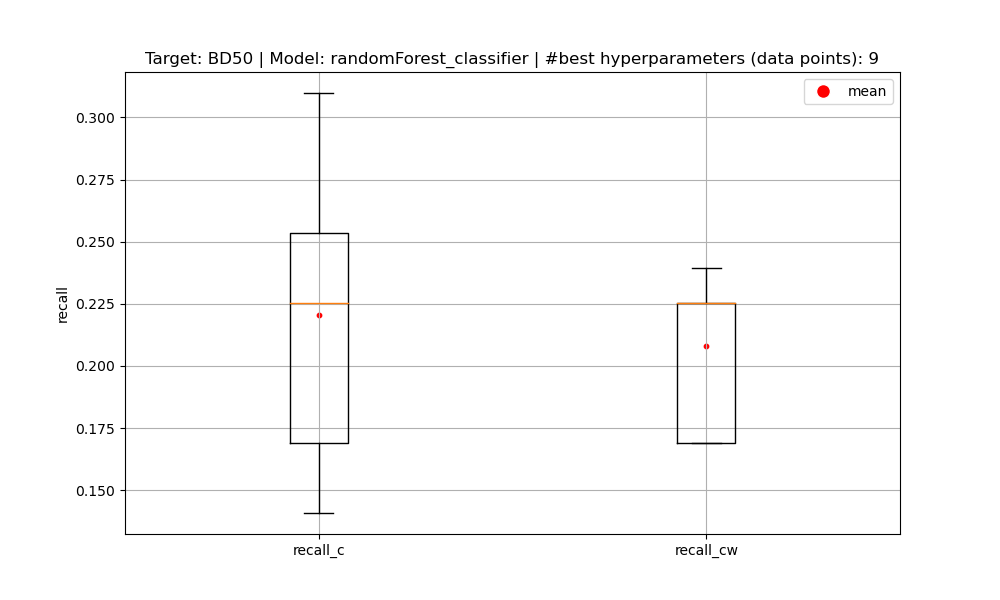 Target: BD50 | Model: randomForest_classifier | #best hyperparameters (data points): 9
mean
0.300
0.275
0.250
0.225
0.200
0.175
0.150
recall
recall_c
recall_cw